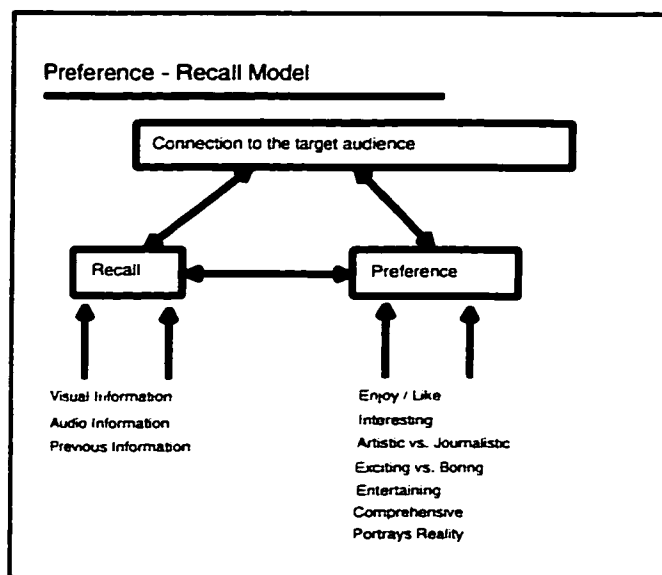 Preference - Recall Model
Connection to the target audience
Recall
Preference
Visual Information
Audio Information
Previous Information
Enjoy / Like
Interesting
Artistic vs. Journalistic
Exciting vs. Boring
Entertaining
Comprehensive
Portrays Reality